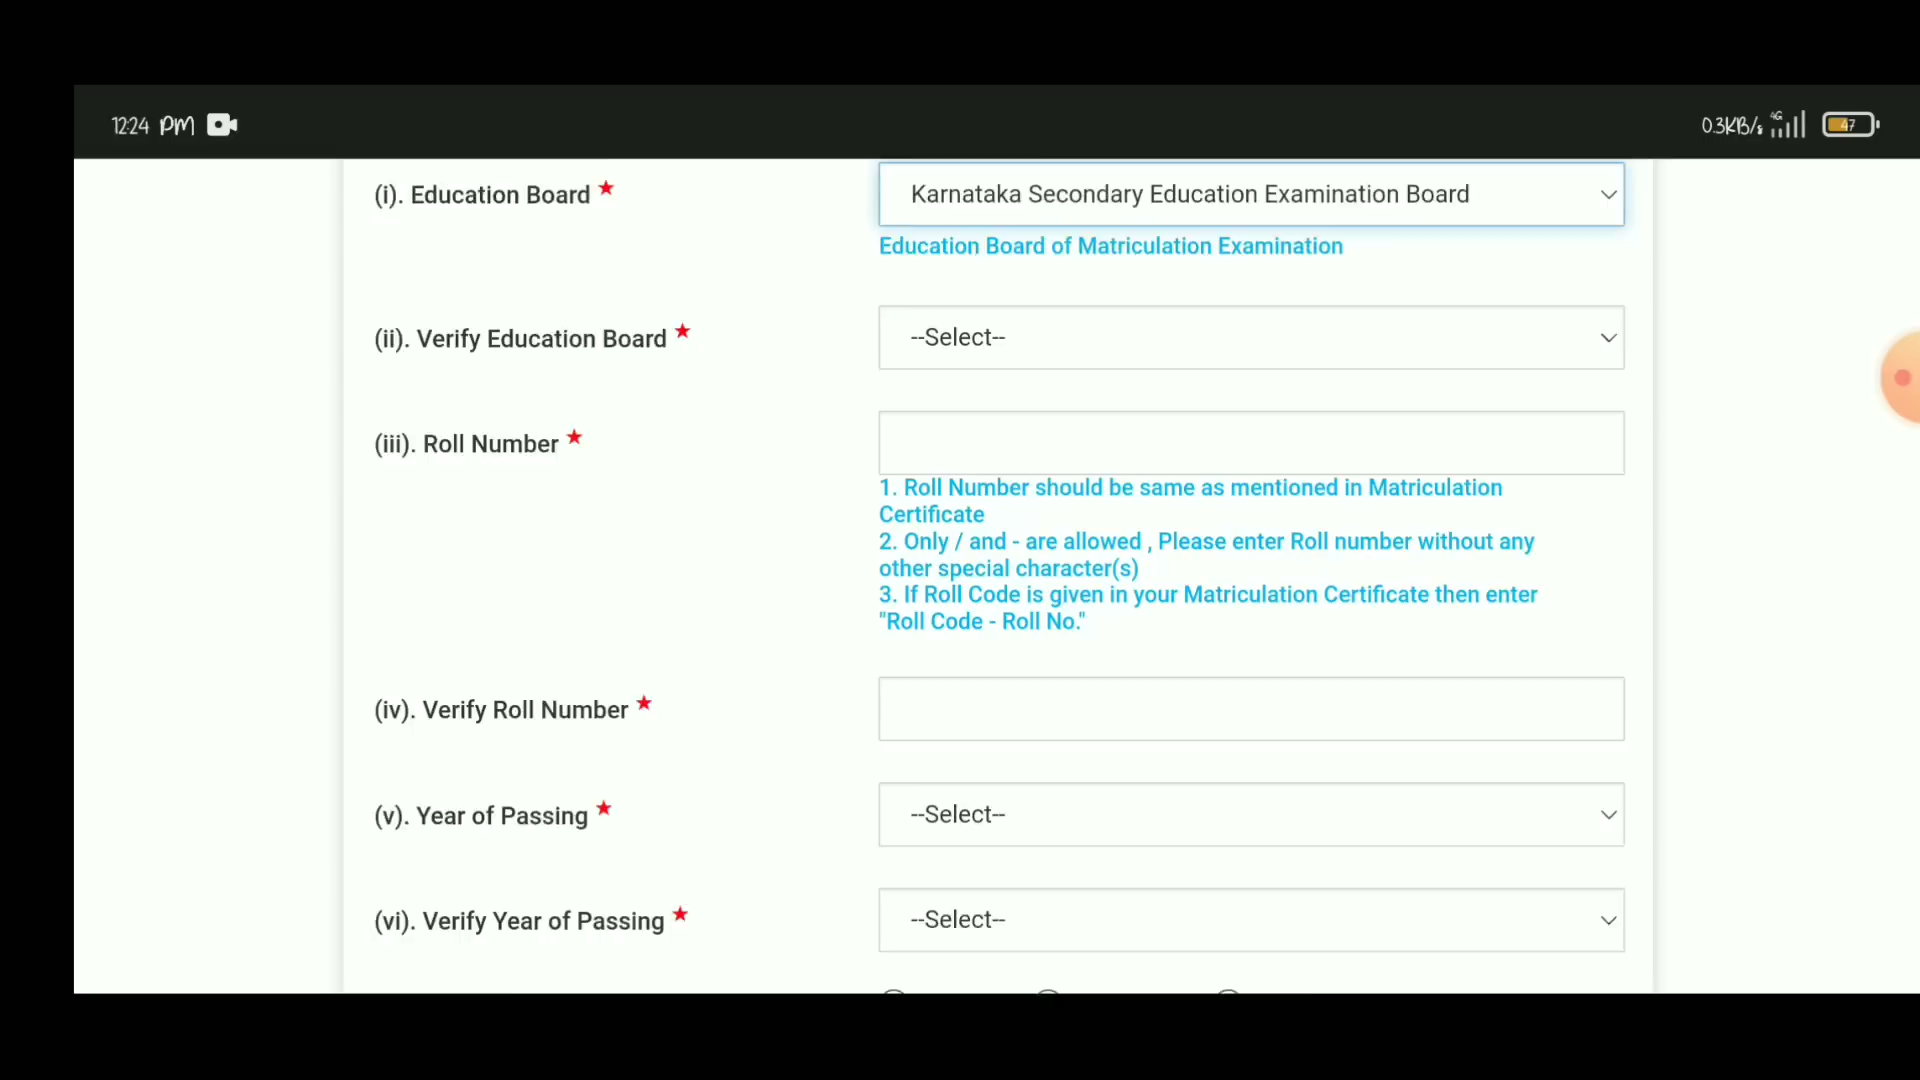 12:24 PM
0.3KB/s 4G 47
(i). Education Board ★
Karnataka Secondary Education Examination Board
Education Board of Matriculation Examination
(ii). Verify Education Board ★
--Select--
(iii). Roll Number ★
1. Roll Number should be same as mentioned in Matriculation
Certificate
2. Only / and - are allowed , Please enter Roll number without any
other special character(s)
3. If Roll Code is given in your Matriculation Certificate then enter
"Roll Code - Roll No."
(iv). Verify Roll Number ★
(v). Year of Passing ★
--Select--
(vi). Verify Year of Passing ★
--Select--